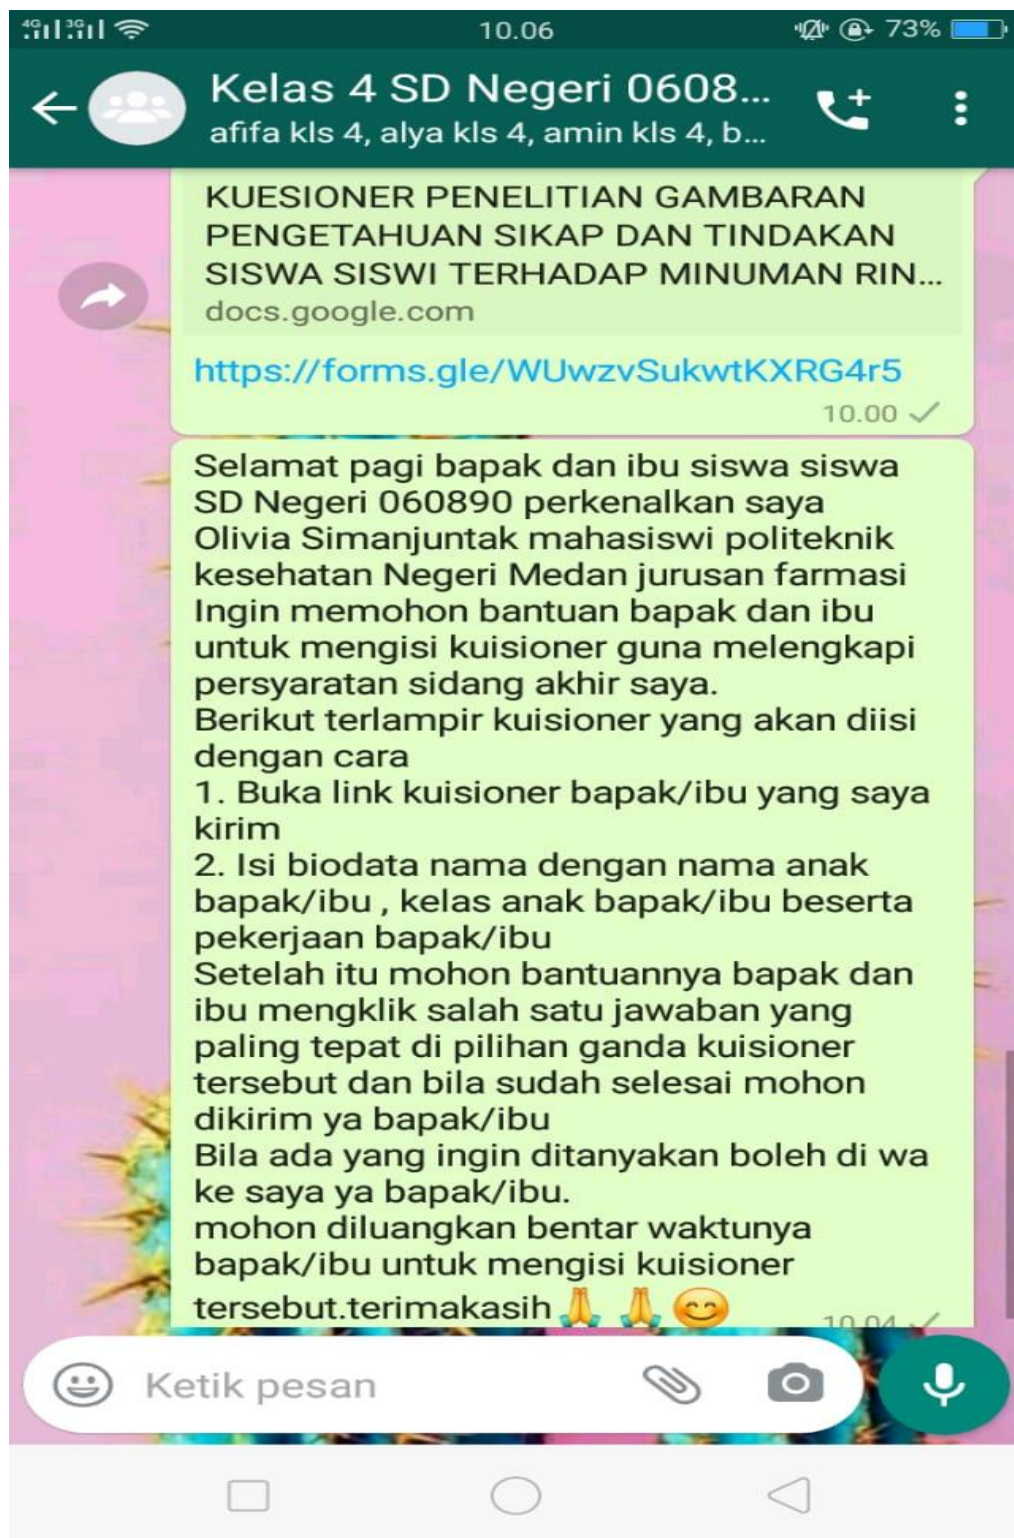 4G 3G 10.06 73%
Kelas 4 SD Negeri 0608...
afifa kls 4, alya kls 4, amin kls 4, b...
KUESIONER PENELITIAN GAMBARAN
PENGETAHUAN SIKAP DAN TINDAKAN
SISWA SISWI TERHADAP MINUMAN RIN...
docs.google.com
https://forms.gle/WUwzvSukwtKXRG4r5
10.00
Selamat pagi bapak dan ibu siswa siswa
SD Negeri 060890 perkenalkan saya
Olivia Simanjuntak mahasiswi politeknik
kesehatan Negeri Medan jurusan farmasi
Ingin memohon bantuan bapak dan ibu
untuk mengisi kuisioner guna melengkapi
persyaratan sidang akhir saya.
Berikut terlampir kuisioner yang akan diisi
dengan cara
1. Buka link kuisioner bapak/ibu yang saya
kirim
2. Isi biodata nama dengan nama anak
bapak/ibu , kelas anak bapak/ibu beserta
pekerjaan bapak/ibu
Setelah itu mohon bantuannya bapak dan
ibu mengklik salah satu jawaban yang
paling tepat di pilihan ganda kuisioner
tersebut dan bila sudah selesai mohon
dikirim ya bapak/ibu
Bila ada yang ingin ditanyakan boleh di wa
ke saya ya bapak/ibu.
mohon diluangkan bentar waktunya
bapak/ibu untuk mengisi kuisioner
tersebut.terimakasih🙏 🙏 😊
10.04
Ketik pesan